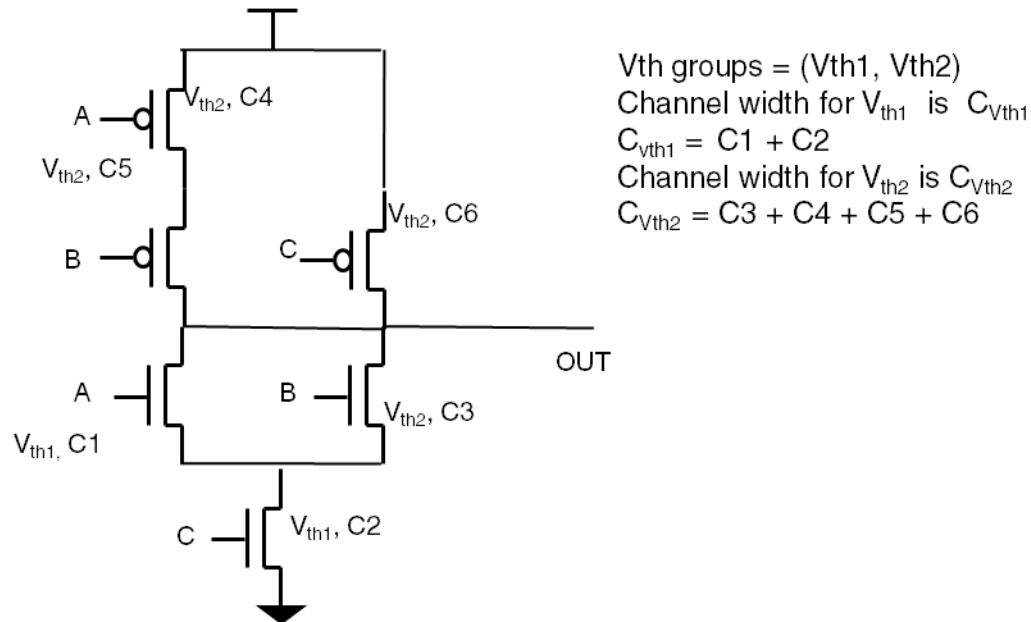 Vth groups = (Vth1, Vth2)
Channel width for Vth1 is CVth1
Cvth1 = C1 + C2
Channel width for Vth2 is CVth2
CVth2 = C3 + C4 + C5 + C6
A
Vth2, C4
Vth2, C5
Vth2, C6
B
C
OUT
A
B
Vth2, C3
Vth1, C1
C
Vth1, C2